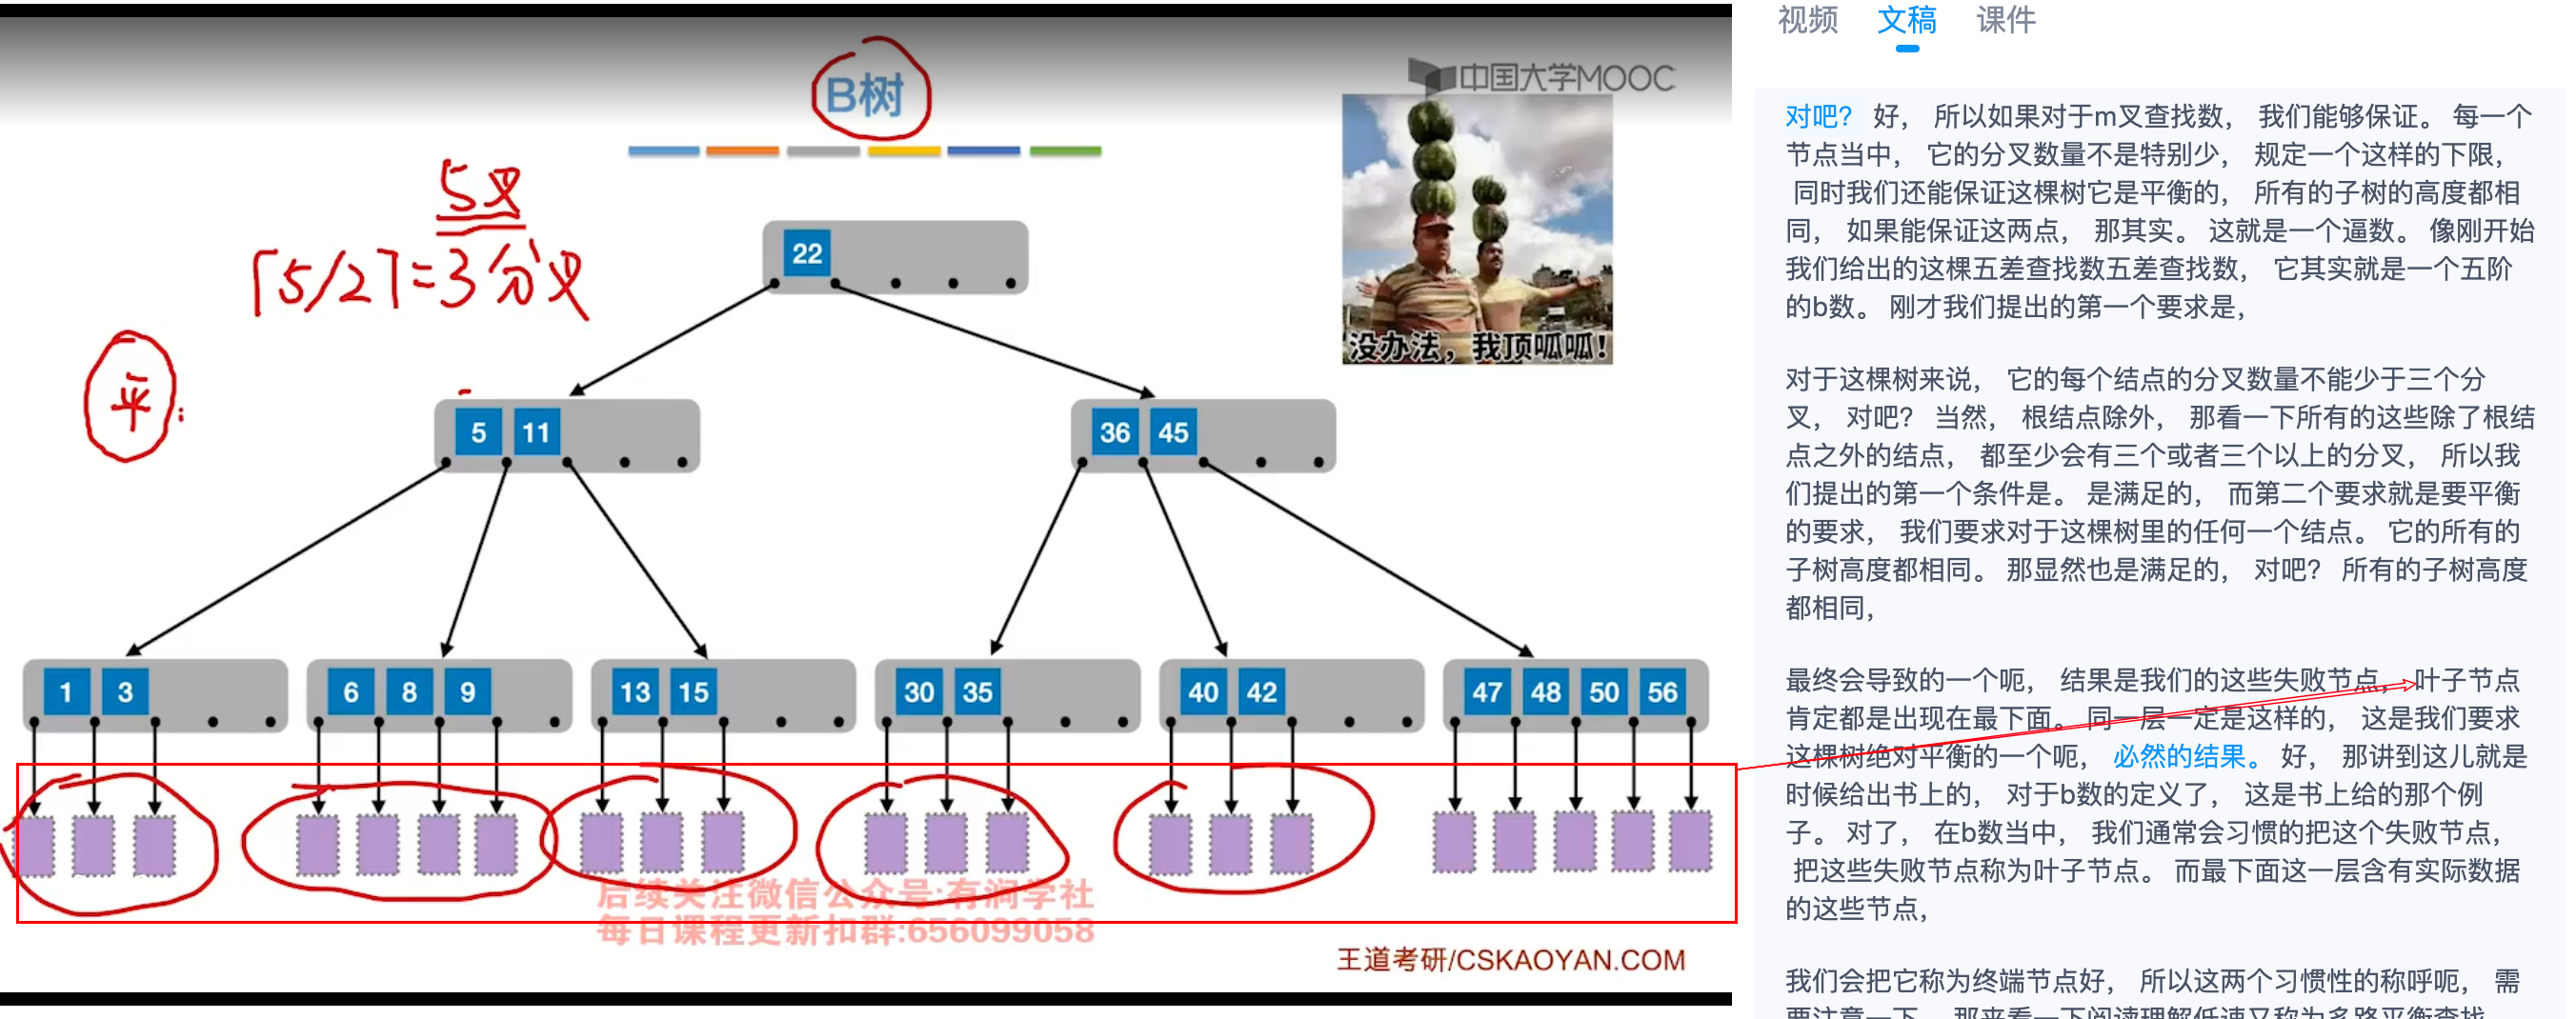 B树
中国大学MOOC
5叉
⌈5/2⌉=3分叉
平
没办法，我顶呱呱！
22
5 11
36 45
1 3
6 8 9
13 15
30 35
40 42
47 48 50 56
后续关注微信公众号:有润学社
每日课程更新扣群:656099058
王道考研/CSKAOYAN.COM
视频 文稿 课件
对吧？ 好， 所以如果对于m叉查找数， 我们能够保证。 每一个
节点当中， 它的分叉数量不是特别少， 规定一个这样的下限，
同时我们还能保证这棵树它是平衡的， 所有的子树的高度都相
同， 如果能保证这两点， 那其实。 这就是一个逼数。 像刚开始
我们给出的这棵五差查找数五差查找数， 它其实就是一个五阶
的b数。 刚才我们提出的第一个要求是，
对于这棵树来说， 它的每个结点的分叉数量不能少于三个分
叉， 对吧？ 当然， 根结点除外， 那看一下所有的这些除了根结
点之外的结点， 都至少会有三个或者三个以上的分叉， 所以我
们提出的第一个条件是。 是满足的， 而第二个要求就是要平衡
的要求， 我们要求对于这棵树里的任何一个结点。 它的所有的
子树高度都相同。 那显然也是满足的， 对吧？ 所有的子树高度
都相同，
最终会导致的一个呃， 结果是我们的这些失败节点， 叶子节点
肯定都是出现在最下面。 同一层一定是这样的， 这是我们要求
这棵树绝对平衡的一个呃， 必然的结果。 好， 那讲到这儿就是
时候给出书上的， 对于b数的定义了， 这是书上给的那个例
子。 对了， 在b数当中， 我们通常会习惯的把这个失败节点，
把这些失败节点称为叶子节点。 而最下面这一层含有实际数据
的这些节点，
我们会把它称为终端节点好， 所以这两个习惯性的称呼呃， 需
要注意一下， 那来看一下阅读理解低速又称为多路平衡查找